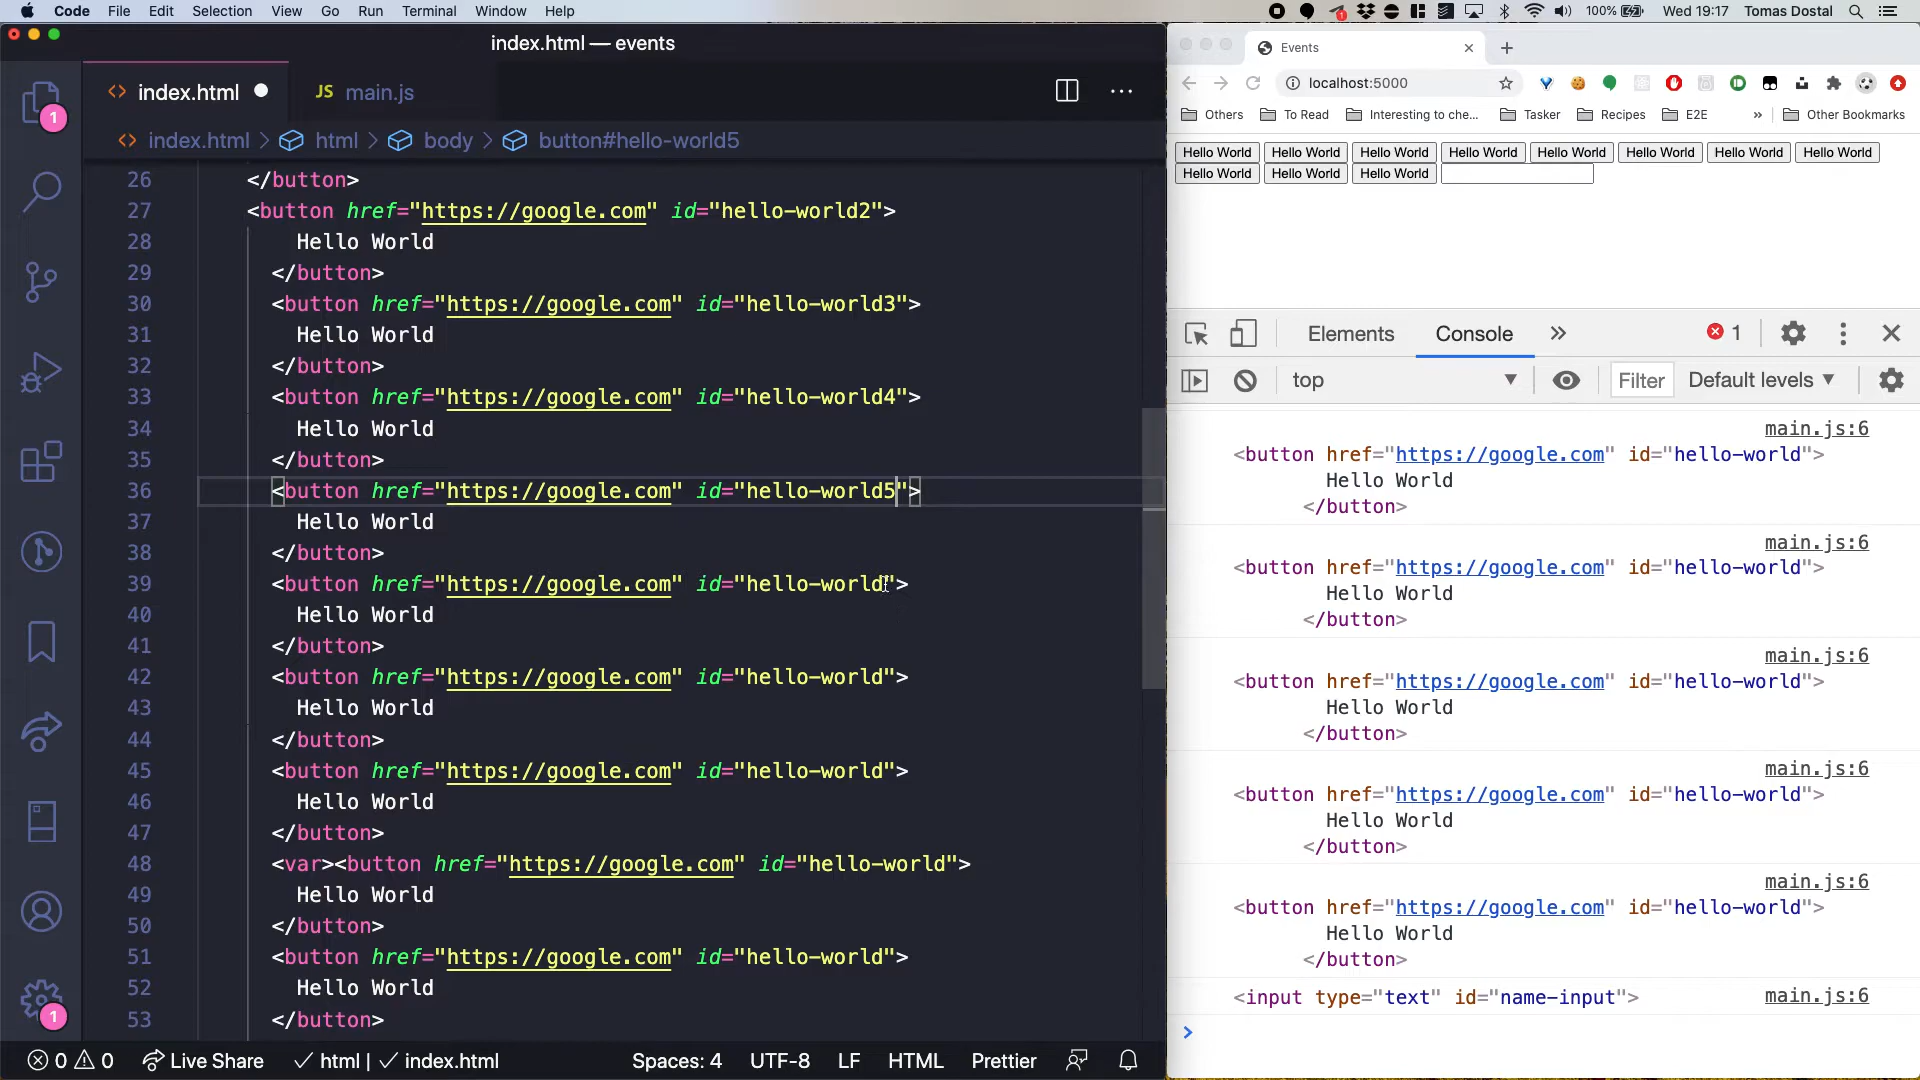 Code File Edit Selection View Go Run Terminal Window Help 1 100% Wed 19:17 Tomas Dostal
index.html — events
index.html JS main.js
index.html > html > body > button#hello-world5
26 </button>
27 <button href="https://google.com" id="hello-world2">
28 Hello World
29 </button>
30 <button href="https://google.com" id="hello-world3">
31 Hello World
32 </button>
33 <button href="https://google.com" id="hello-world4">
34 Hello World
35 </button>
36 <button href="https://google.com" id="hello-world5">
37 Hello World
38 </button>
39 <button href="https://google.com" id="hello-world">
40 Hello World
41 </button>
42 <button href="https://google.com" id="hello-world">
43 Hello World
44 </button>
45 <button href="https://google.com" id="hello-world">
46 Hello World
47 </button>
48 <var><button href="https://google.com" id="hello-world">
49 Hello World
50 </button>
51 <button href="https://google.com" id="hello-world">
52 Hello World
53 </button>
1
1
0 0 Live Share html | index.html Spaces: 4 UTF-8 LF HTML Prettier
Events
localhost:5000
Others To Read Interesting to che... Tasker Recipes E2E » Other Bookmarks
Hello World Hello World Hello World Hello World Hello World Hello World Hello World Hello World
Hello World Hello World Hello World
Elements Console » 1
top Filter Default levels
main.js:6
<button href="https://google.com" id="hello-world">
Hello World
</button>
main.js:6
<button href="https://google.com" id="hello-world">
Hello World
</button>
main.js:6
<button href="https://google.com" id="hello-world">
Hello World
</button>
main.js:6
<button href="https://google.com" id="hello-world">
Hello World
</button>
main.js:6
<button href="https://google.com" id="hello-world">
Hello World
</button>
<input type="text" id="name-input"> main.js:6
>